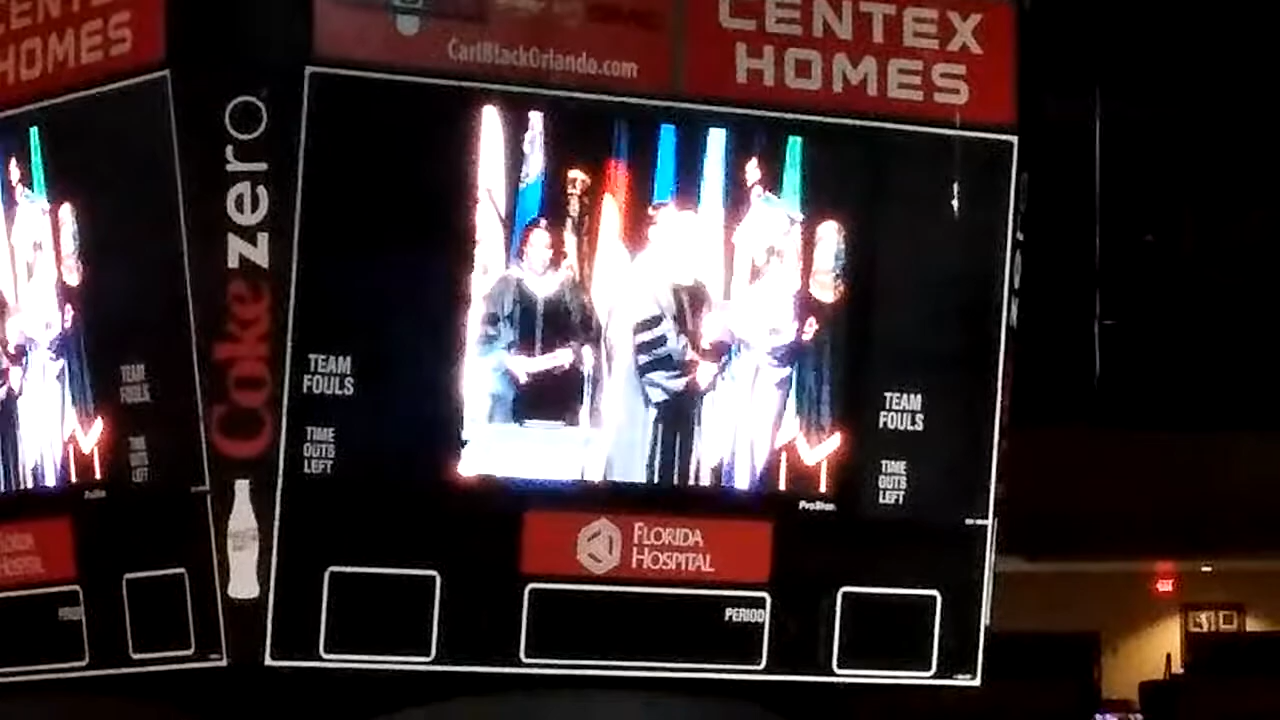 CENTEX
HOMES
CarlBlackOrlando.com
CENTEX
HOMES
Coke zero
TEAM
FOULS
TIME
OUTS
LEFT
TEAM
FOULS
TIME
OUTS
LEFT
TEAM
FOULS
TIME
OUTS
LEFT
FLORIDA
HOSPITAL
PERIOD